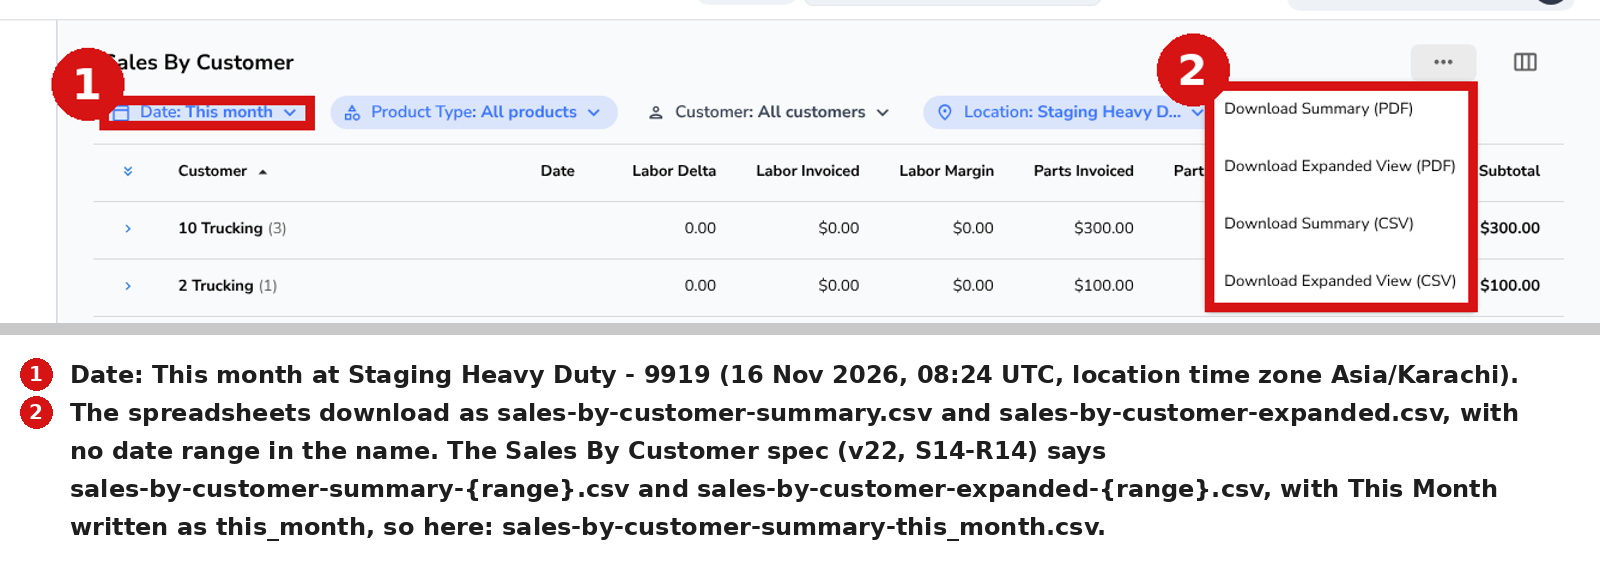 Sales By Customer
1
2
Date: This month
Product Type: All products
Customer: All customers
Location: Staging Heavy D...
Download Summary (PDF)
Download Expanded View (PDF)
Download Summary (CSV)
Download Expanded View (CSV)
Customer Date Labor Delta Labor Invoiced Labor Margin Parts Invoiced Part Subtotal
10 Trucking (3) 0.00 $0.00 $0.00 $300.00 $300.00
2 Trucking (1) 0.00 $0.00 $0.00 $100.00 $100.00
1 Date: This month at Staging Heavy Duty - 9919 (16 Nov 2026, 08:24 UTC, location time zone Asia/Karachi).
2 The spreadsheets download as sales-by-customer-summary.csv and sales-by-customer-expanded.csv, with
no date range in the name. The Sales By Customer spec (v22, S14-R14) says
sales-by-customer-summary-{range}.csv and sales-by-customer-expanded-{range}.csv, with This Month
written as this_month, so here: sales-by-customer-summary-this_month.csv.